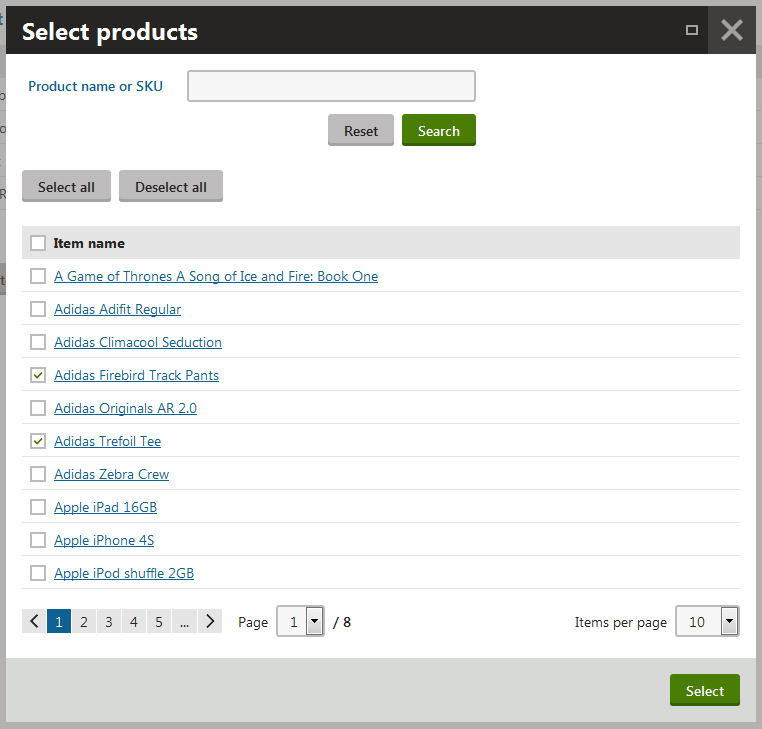 Select products
Product name or SKU
Reset Search
Select all Deselect all
Item name
A Game of Thrones A Song of Ice and Fire: Book One
Adidas Adifit Regular
Adidas Climacool Seduction
Adidas Firebird Track Pants
Adidas Originals AR 2.0
Adidas Trefoil Tee
Adidas Zebra Crew
Apple iPad 16GB
Apple iPhone 4S
Apple iPod shuffle 2GB
1 2 3 4 5 ... Page 1 / 8 Items per page 10
Select